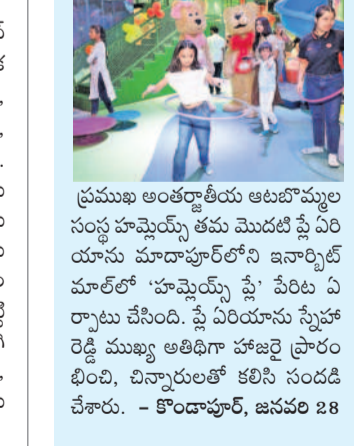 ప్రముఖ అంతర్జాతీయ ఆటబొమ్మల
సంస్థ హమ్లెయ్స్ తమ మొదటి ప్లే ఏరి
యాను మాదాపూర్‌లోని ఇనార్బిట్
మాల్‌లో ‘హమ్లెయ్స్ ప్లే’ పేరిట ఏ
ర్పాటు చేసింది. ప్లే ఏరియాను స్నేహా
రెడ్డి ముఖ్య అతిథిగా హాజరై ప్రారం
భించి, చిన్నారులతో కలిసి సందడి
చేశారు. – కొండాపూర్, జనవరి 28